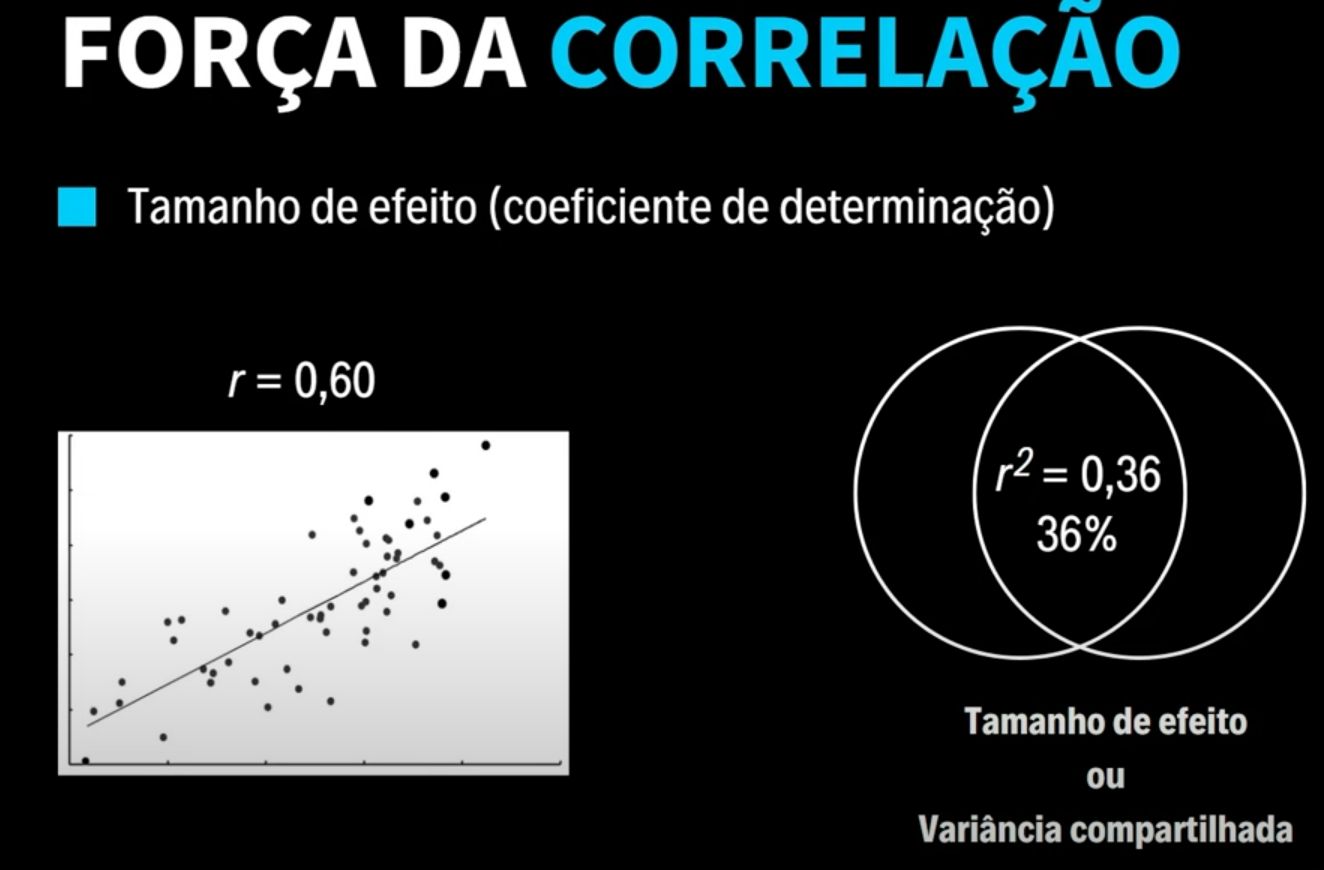 FORÇA DA CORRELAÇÃO
Tamanho de efeito (coeficiente de determinação)
r = 0,60
r² = 0,36
36%
Tamanho de efeito
ou
Variância compartilhada